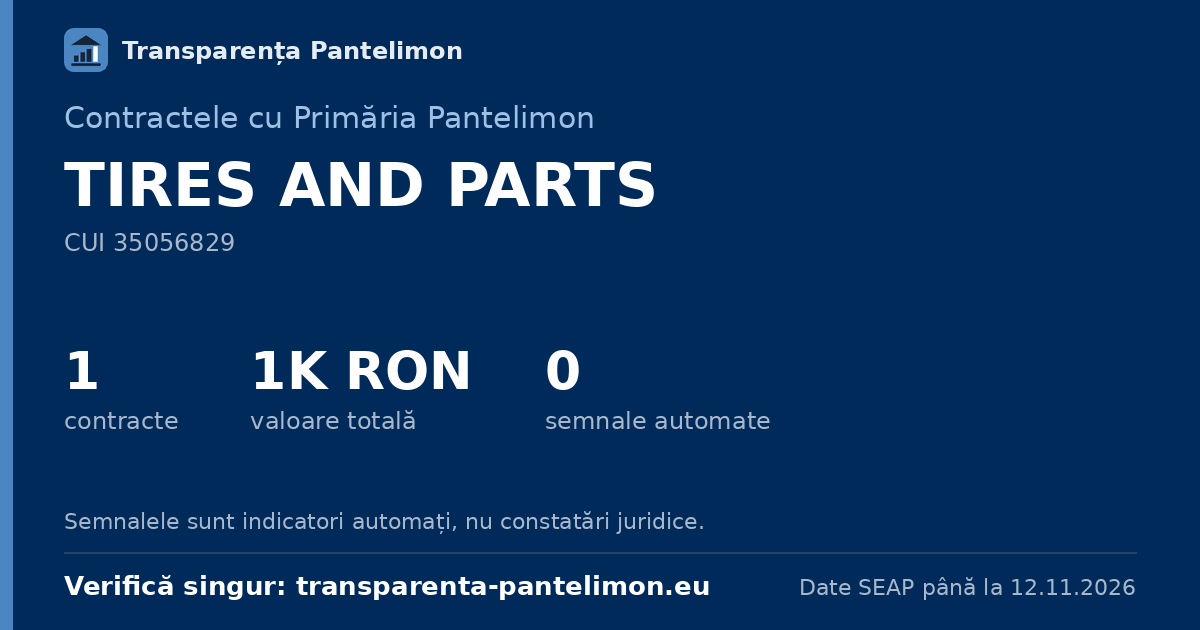 Transparența Pantelimon
Contractele cu Primăria Pantelimon
TIRES AND PARTS
CUI 35056829
1
contracte
1K RON
valoare totală
0
semnale automate
Semnalele sunt indicatori automați, nu constatări juridice.
Verifică singur: transparenta-pantelimon.eu
Date SEAP până la 12.11.2026